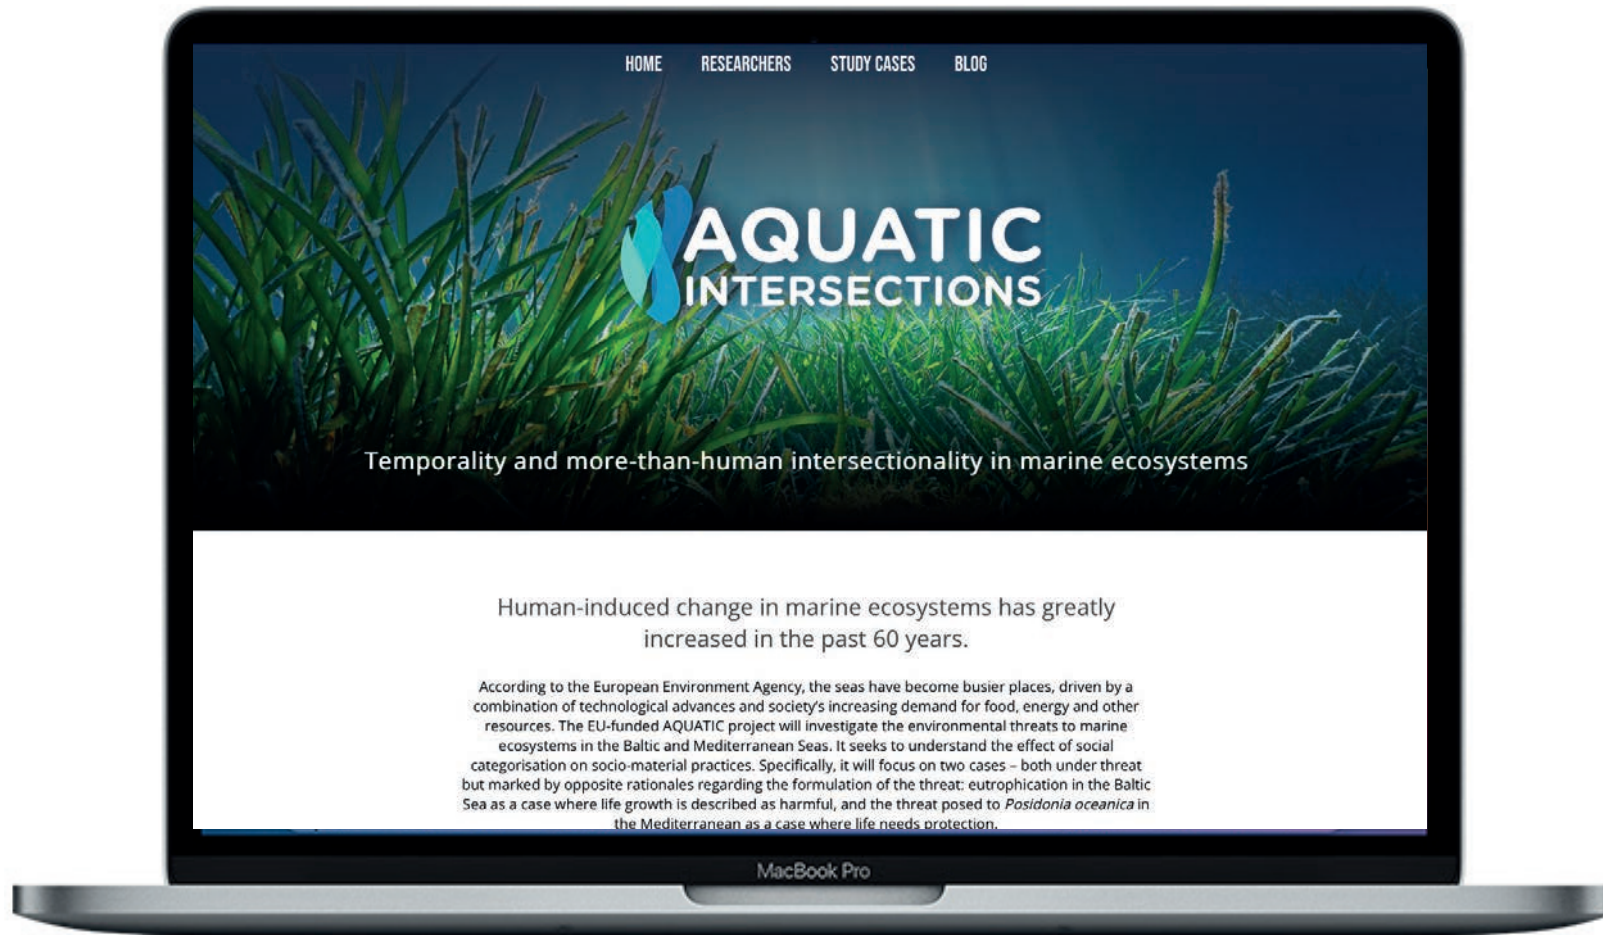 HOME RESEARCHERS STUDY CASES BLOG
AQUATIC
INTERSECTIONS
Temporality and more-than-human intersectionality in marine ecosystems
Human-induced change in marine ecosystems has greatly
increased in the past 60 years.
According to the European Environment Agency, the seas have become busier places, driven by a
combination of technological advances and society's increasing demand for food, energy and other
resources. The EU-funded AQUATIC project will investigate the environmental threats to marine
ecosystems in the Baltic and Mediterranean Seas. It seeks to understand the effect of social
categorisation on socio-material practices. Specifically, it will focus on two cases – both under threat
but marked by opposite rationales regarding the formulation of the threat: eutrophication in the Baltic
Sea as a case where life growth is described as harmful, and the threat posed to Posidonia oceanica in
the Mediterranean as a case where life needs protection.
MacBook Pro